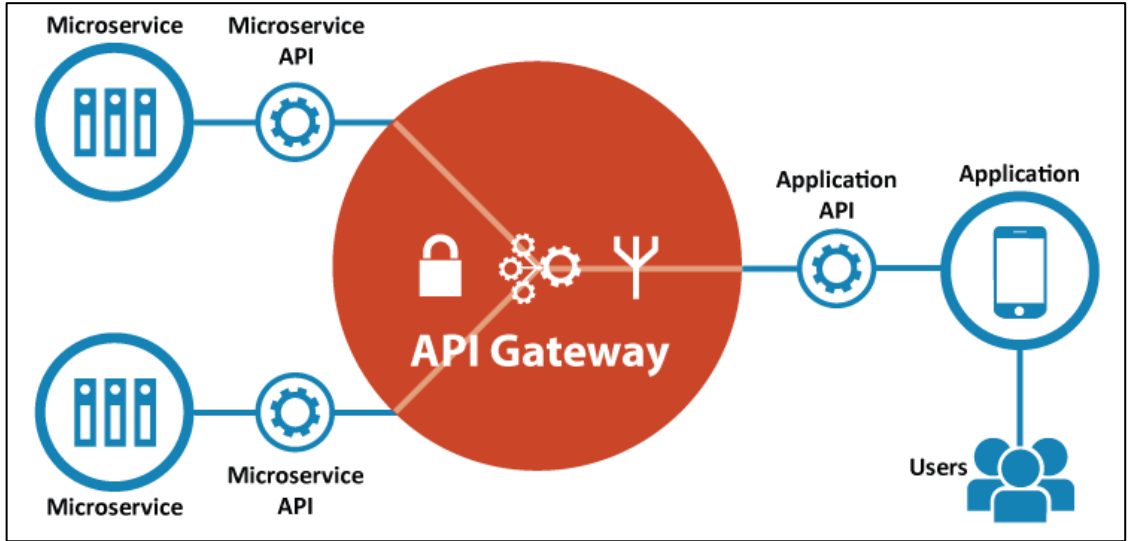 Microservice
Microservice
API
Application
API
Application
API Gateway
Users
Microservice
API
Microservice